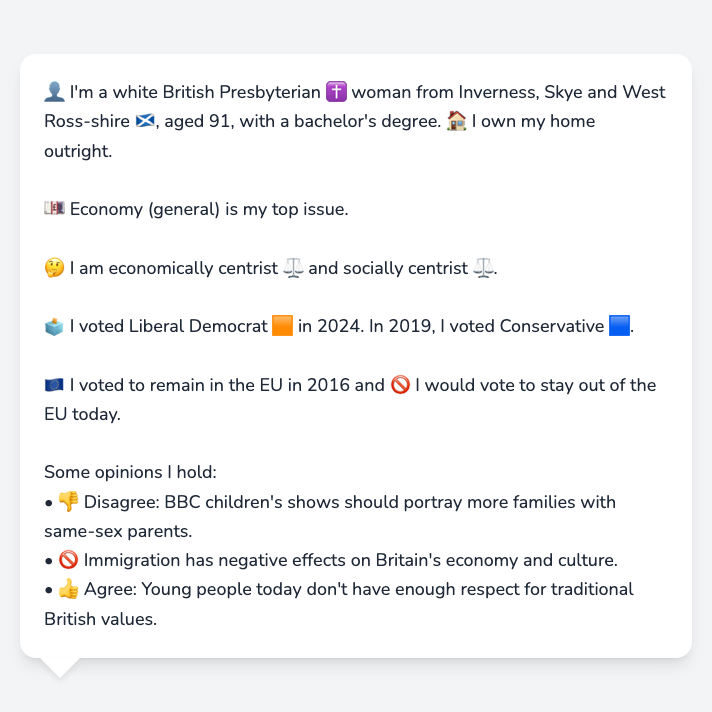 👤 I'm a white British Presbyterian ✝️ woman from Inverness, Skye and West
Ross-shire 🏴󠁧󠁢󠁳󠁣󠁴󠁿, aged 91, with a bachelor's degree. 🏠 I own my home
outright.
💷 Economy (general) is my top issue.
🤔 I am economically centrist ⚖️ and socially centrist ⚖️.
🗳️ I voted Liberal Democrat 🟧 in 2024. In 2019, I voted Conservative 🟦.
🇪🇺 I voted to remain in the EU in 2016 and 🚫 I would vote to stay out of the
EU today.
Some opinions I hold:
• 👎 Disagree: BBC children's shows should portray more families with
same-sex parents.
• 🚫 Immigration has negative effects on Britain's economy and culture.
• 👍 Agree: Young people today don't have enough respect for traditional
British values.